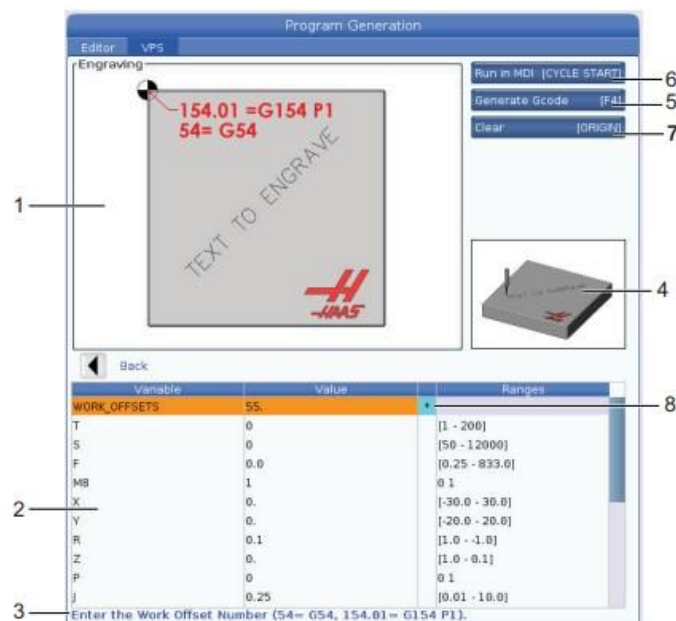 Program Generation
Editor VPS
Engraving
154.01 =G154 P1
54= G54
TEXT TO ENGRAVE
HAAS
Run in MDI [CYCLE START]
6
Generate Gcode [F4]
5
Clear [ORIGIN]
7
1
TEXT TO ENGRAVE
4
Back
Variable Value Ranges
WORK_OFFSETS 55. 8
T 0 [1 - 200]
S 0 [50 - 12000]
F 0.0 [0.25 - 833.0]
M8 1 0 1
X 0. [-30.0 - 30.0]
2
Y 0. [-20.0 - 20.0]
R 0.1 [1.0 - -1.0]
Z 0. [1.0 - 0.1]
P 0 0 1
J 0.25 [0.01 - 10.0]
3
Enter the Work Offset Number (54= G54, 154.01= G154 P1).